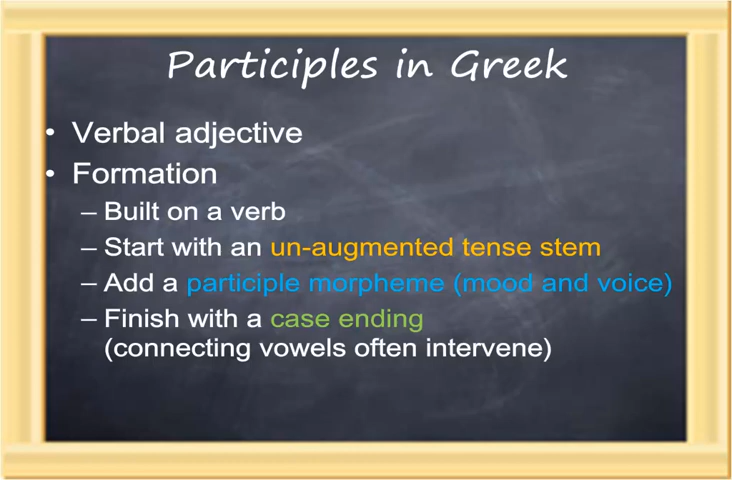 Participles in Greek
• Verbal adjective
• Formation
– Built on a verb
– Start with an un-augmented tense stem
– Add a participle morpheme (mood and voice)
– Finish with a case ending
(connecting vowels often intervene)